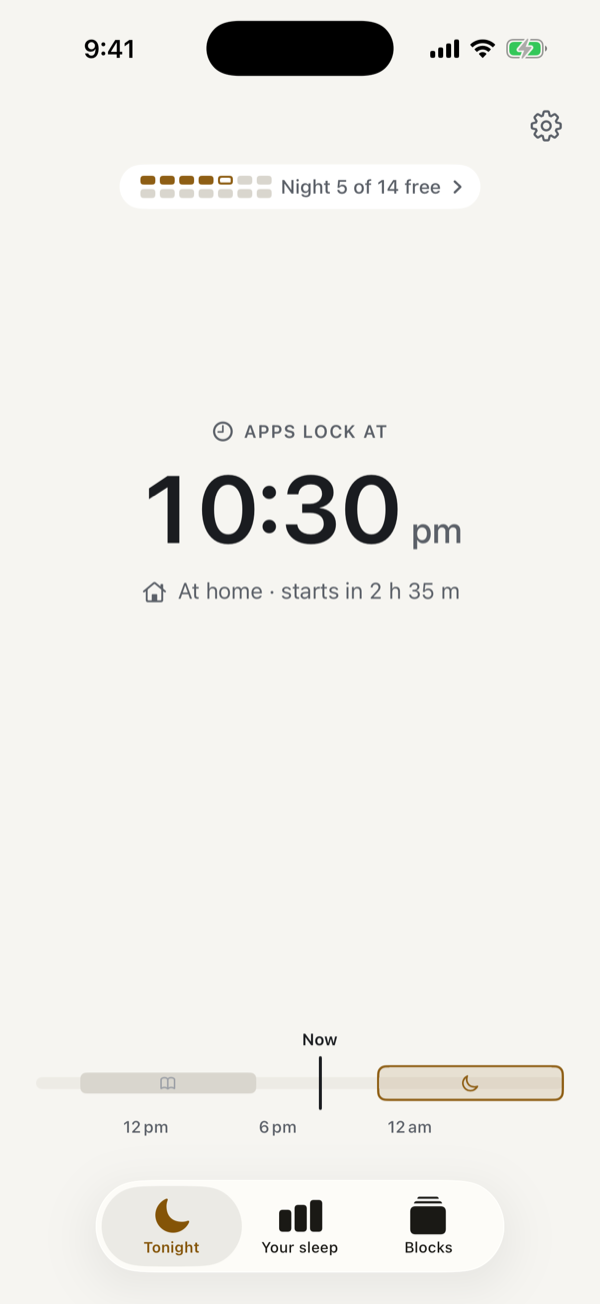 9:41
Night 5 of 14 free
APPS LOCK AT
10:30 pm
At home · starts in 2 h 35 m
Now
12 pm 6 pm 12 am
Tonight Your sleep Blocks